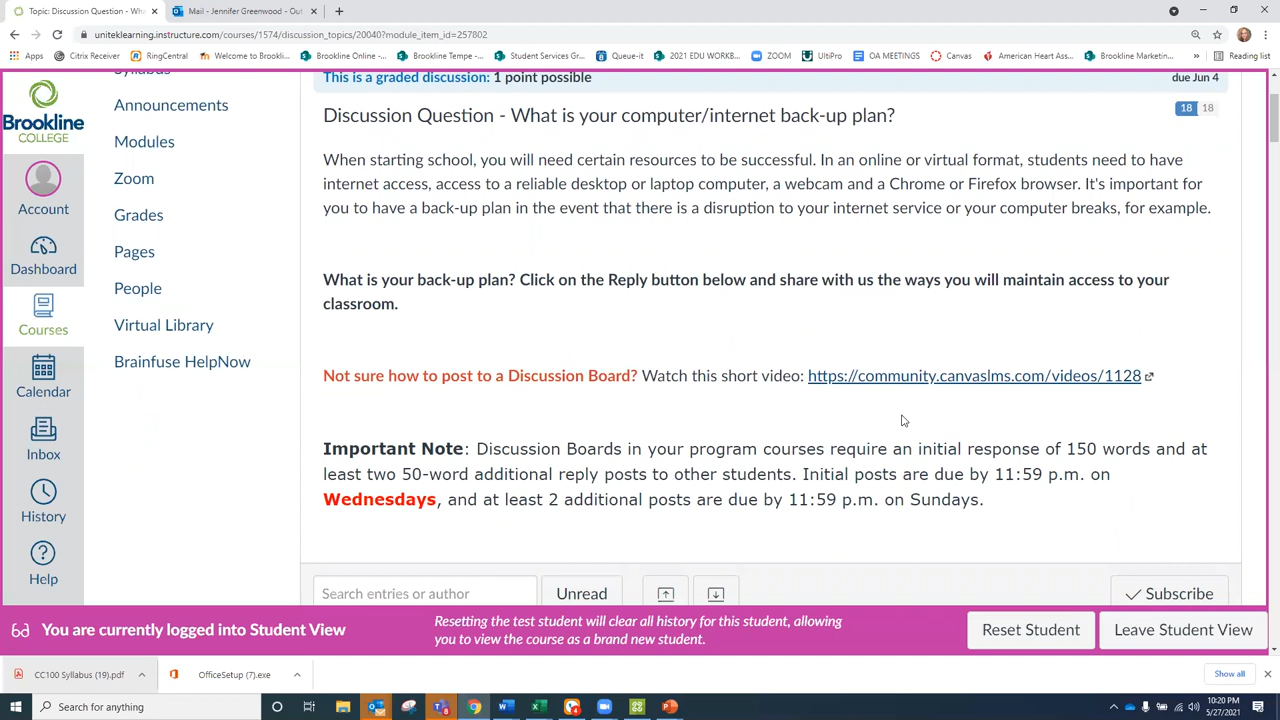 Topic: Discussion Question - Wha
Mail - Jennifer Greenwood - Out
uniteklearning.instructure.com/courses/1574/discussion_topics/20040?module_item_id=257802
Apps
Citrix Receiver
RingCentral
Welcome to Brookli...
Brookline Online -...
Brookline Tempe -...
Student Services Gr...
Queue-it
2021 EDU WORKB...
ZOOM
UltiPro
OA MEETINGS
Canvas
American Heart Ass...
Brookline Marketin...
»
Reading list
Syllabus
Announcements
Modules
Zoom
Grades
Pages
People
Virtual Library
Brainfuse HelpNow
Brookline
COLLEGE
Account
Dashboard
Courses
Calendar
Inbox
History
Help
This is a graded discussion: 1 point possible
due Jun 4
Discussion Question - What is your computer/internet back-up plan?
18 18
When starting school, you will need certain resources to be successful. In an online or virtual format, students need to have
internet access, access to a reliable desktop or laptop computer, a webcam and a Chrome or Firefox browser. It's important for
you to have a back-up plan in the event that there is a disruption to your internet service or your computer breaks, for example.
What is your back-up plan? Click on the Reply button below and share with us the ways you will maintain access to your
classroom.
Not sure how to post to a Discussion Board? Watch this short video: https://community.canvaslms.com/videos/1128
Important Note: Discussion Boards in your program courses require an initial response of 150 words and at
least two 50-word additional reply posts to other students. Initial posts are due by 11:59 p.m. on
Wednesdays, and at least 2 additional posts are due by 11:59 p.m. on Sundays.
Search entries or author
Unread
Subscribe
You are currently logged into Student View
Resetting the test student will clear all history for this student, allowing
you to view the course as a brand new student.
Reset Student
Leave Student View
CC100 Syllabus (19).pdf
OfficeSetup (7).exe
Show all
Search for anything
10:20 PM
5/27/2021